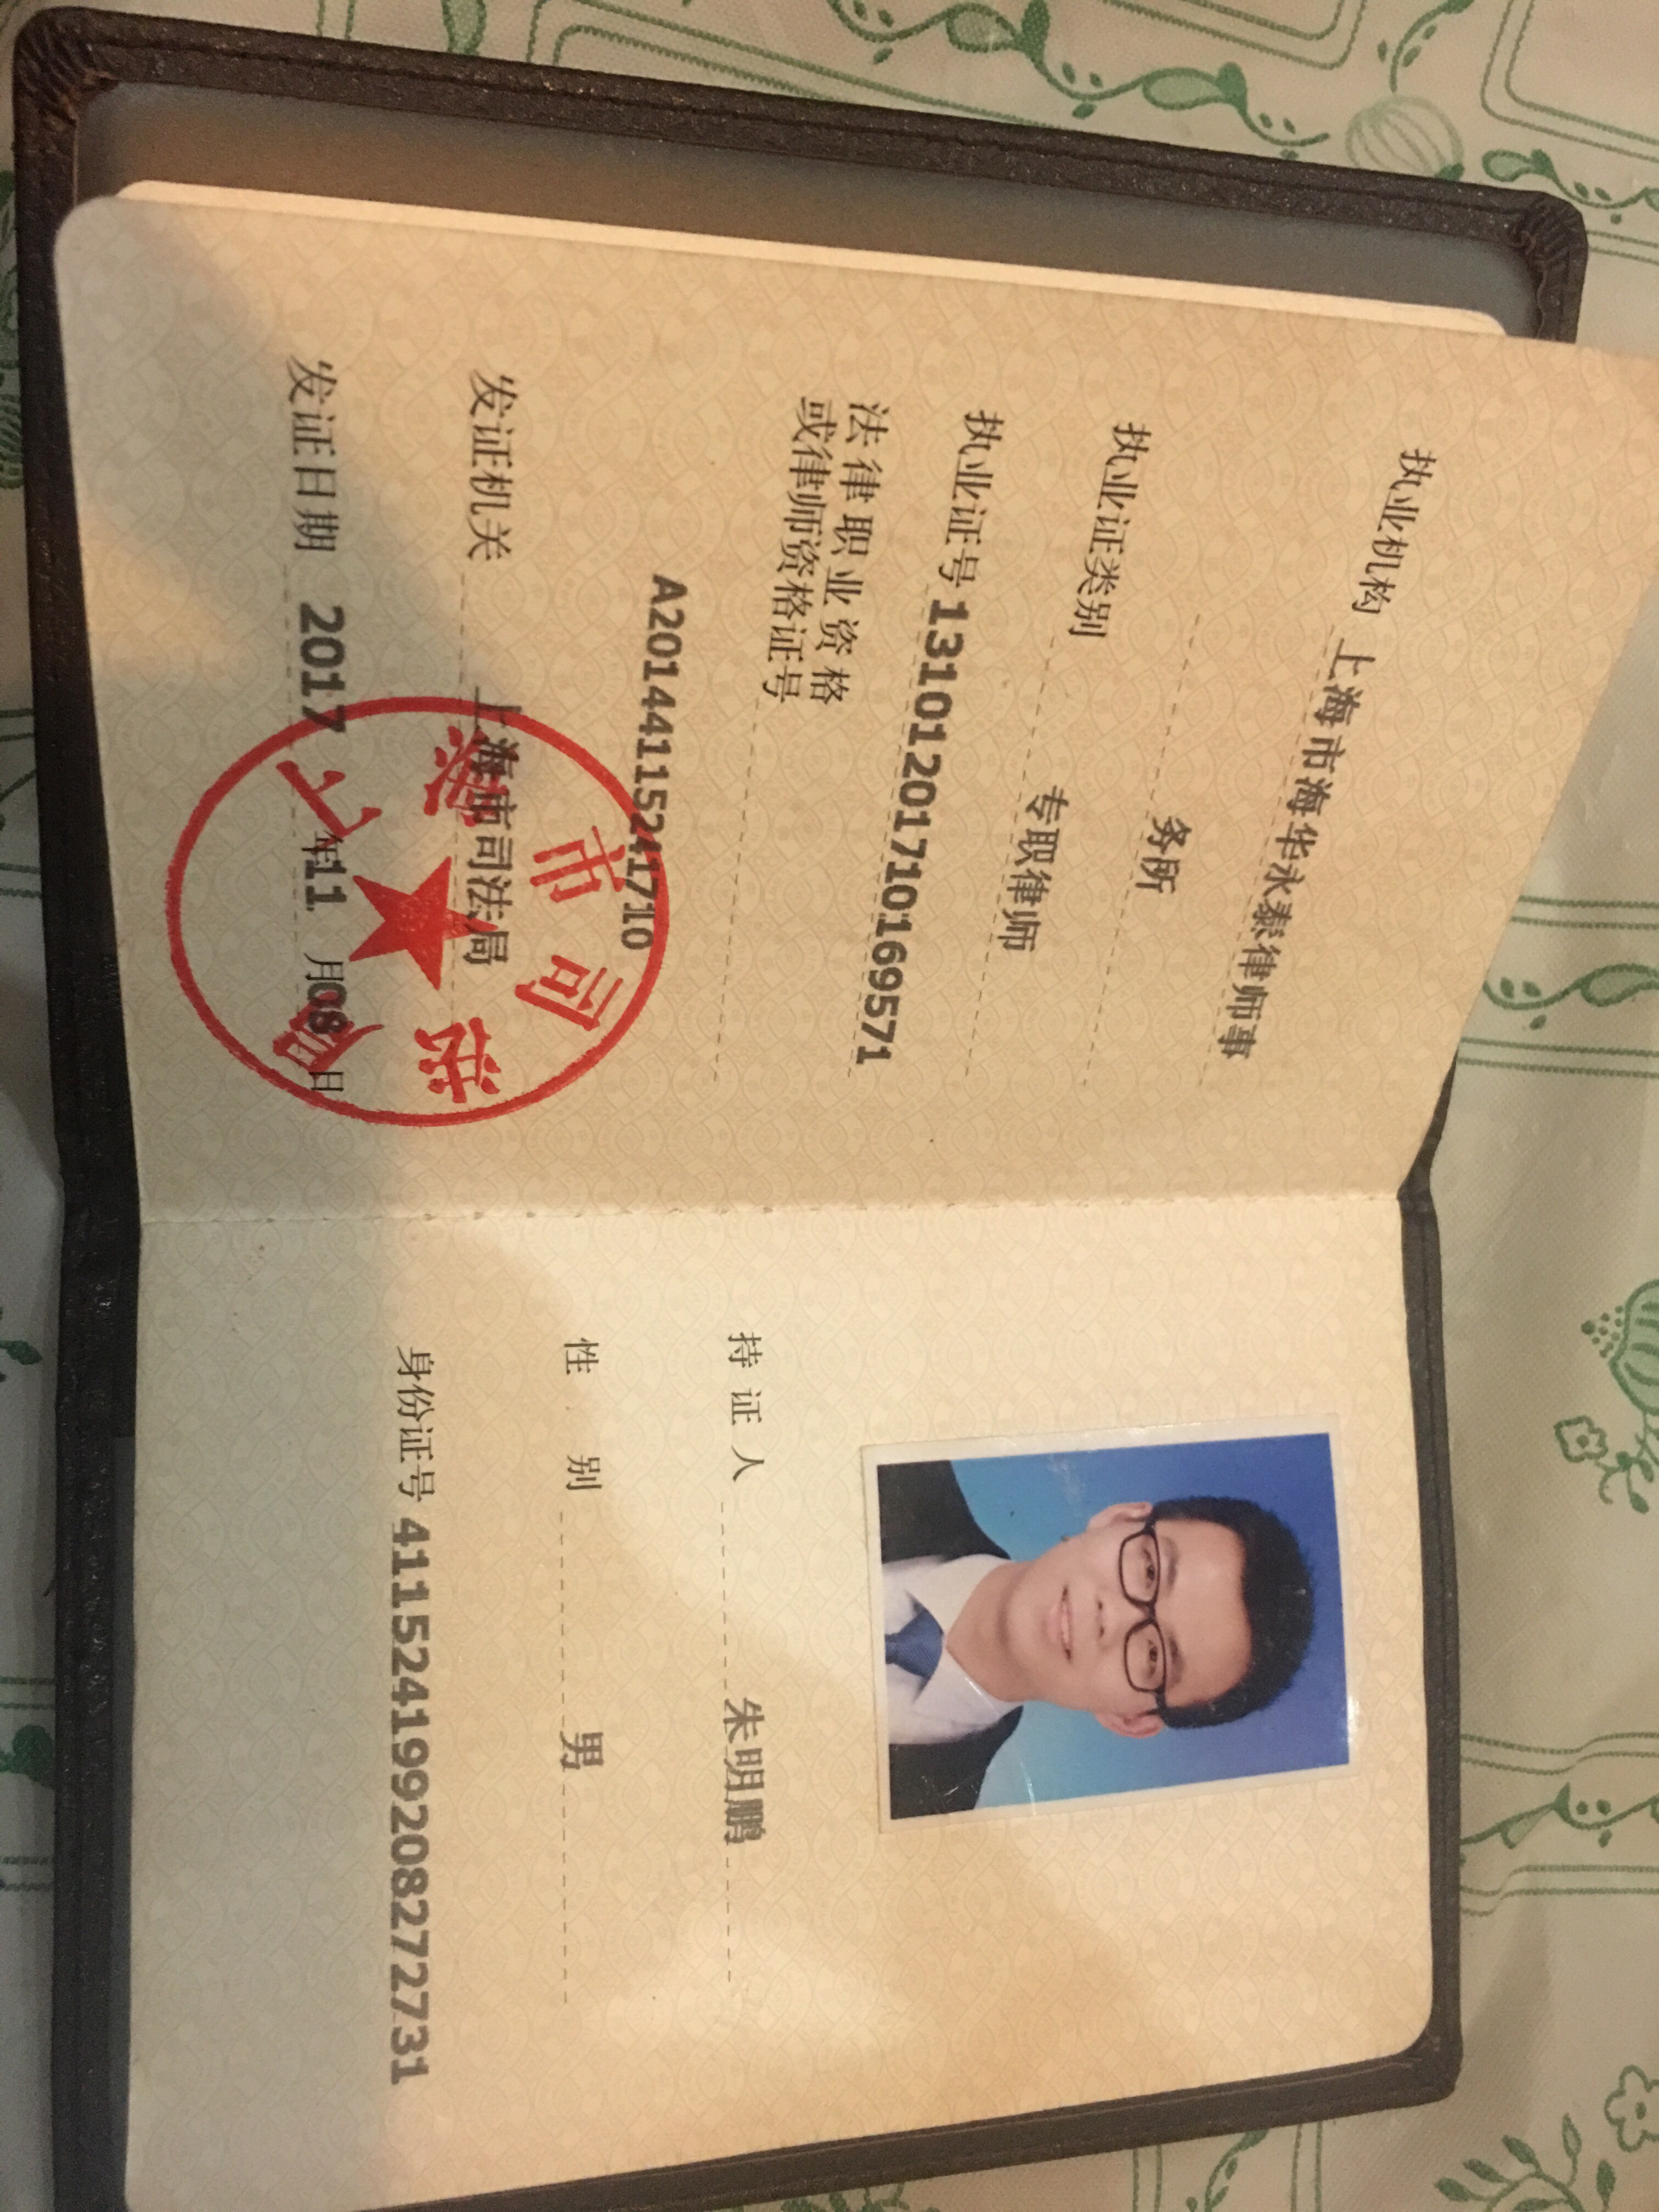 执业机构 上海市海华永泰律师事
务所
执业证类别 专职律师
执业证号 13101201710169571
法律职业资格
或律师资格证号
A20144115241710
发证机关 上海市司法局
发证日期 2017 年 11 月 08 日
上海市司法局
持证人 朱明鹏
性别 男
身份证号 411524199208272731